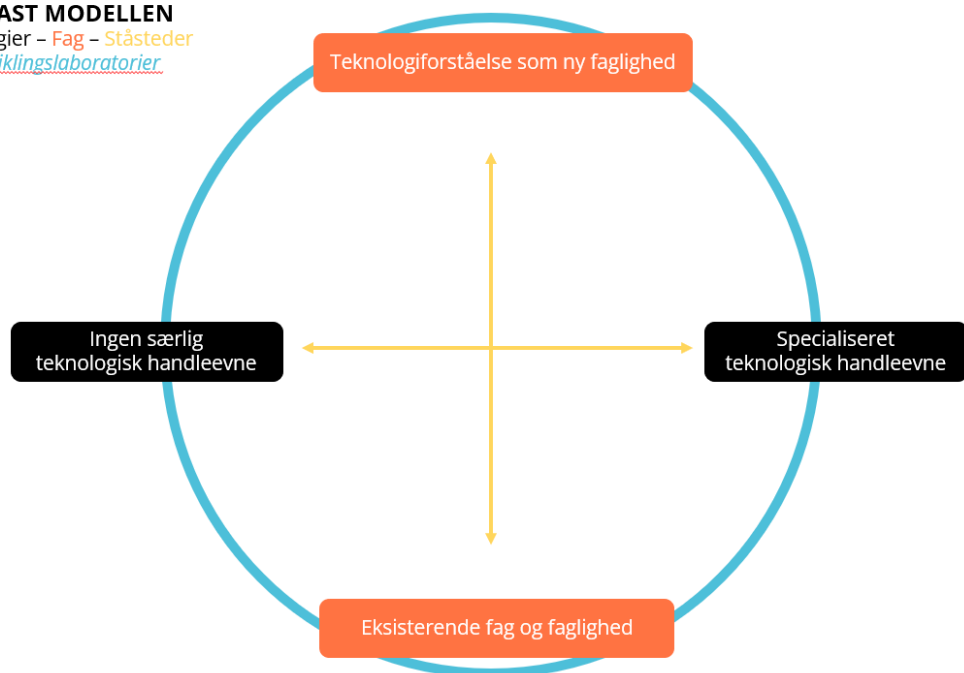 AST MODELLEN
gier – Fag – Ståsteder
iklingslaboratorier
Teknologiforståelse som ny faglighed
Ingen særlig
teknologisk handleevne
Specialiseret
teknologisk handleevne
Eksisterende fag og faglighed